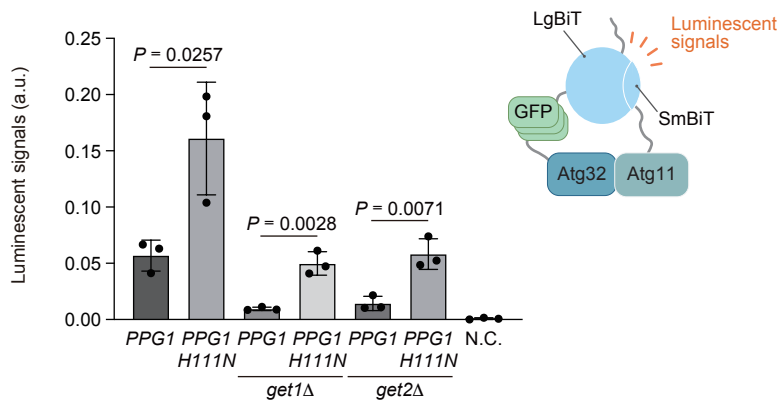 Luminescent signals (a.u.)
0.25
0.20
0.15
0.10
0.05
0.00
P = 0.0257
P = 0.0028
P = 0.0071
PPG1
PPG1
H111N
PPG1
PPG1
H111N
PPG1
PPG1
H111N
N.C.
get1Δ
get2Δ
LgBiT
Luminescent
signals
GFP
SmBiT
Atg32
Atg11